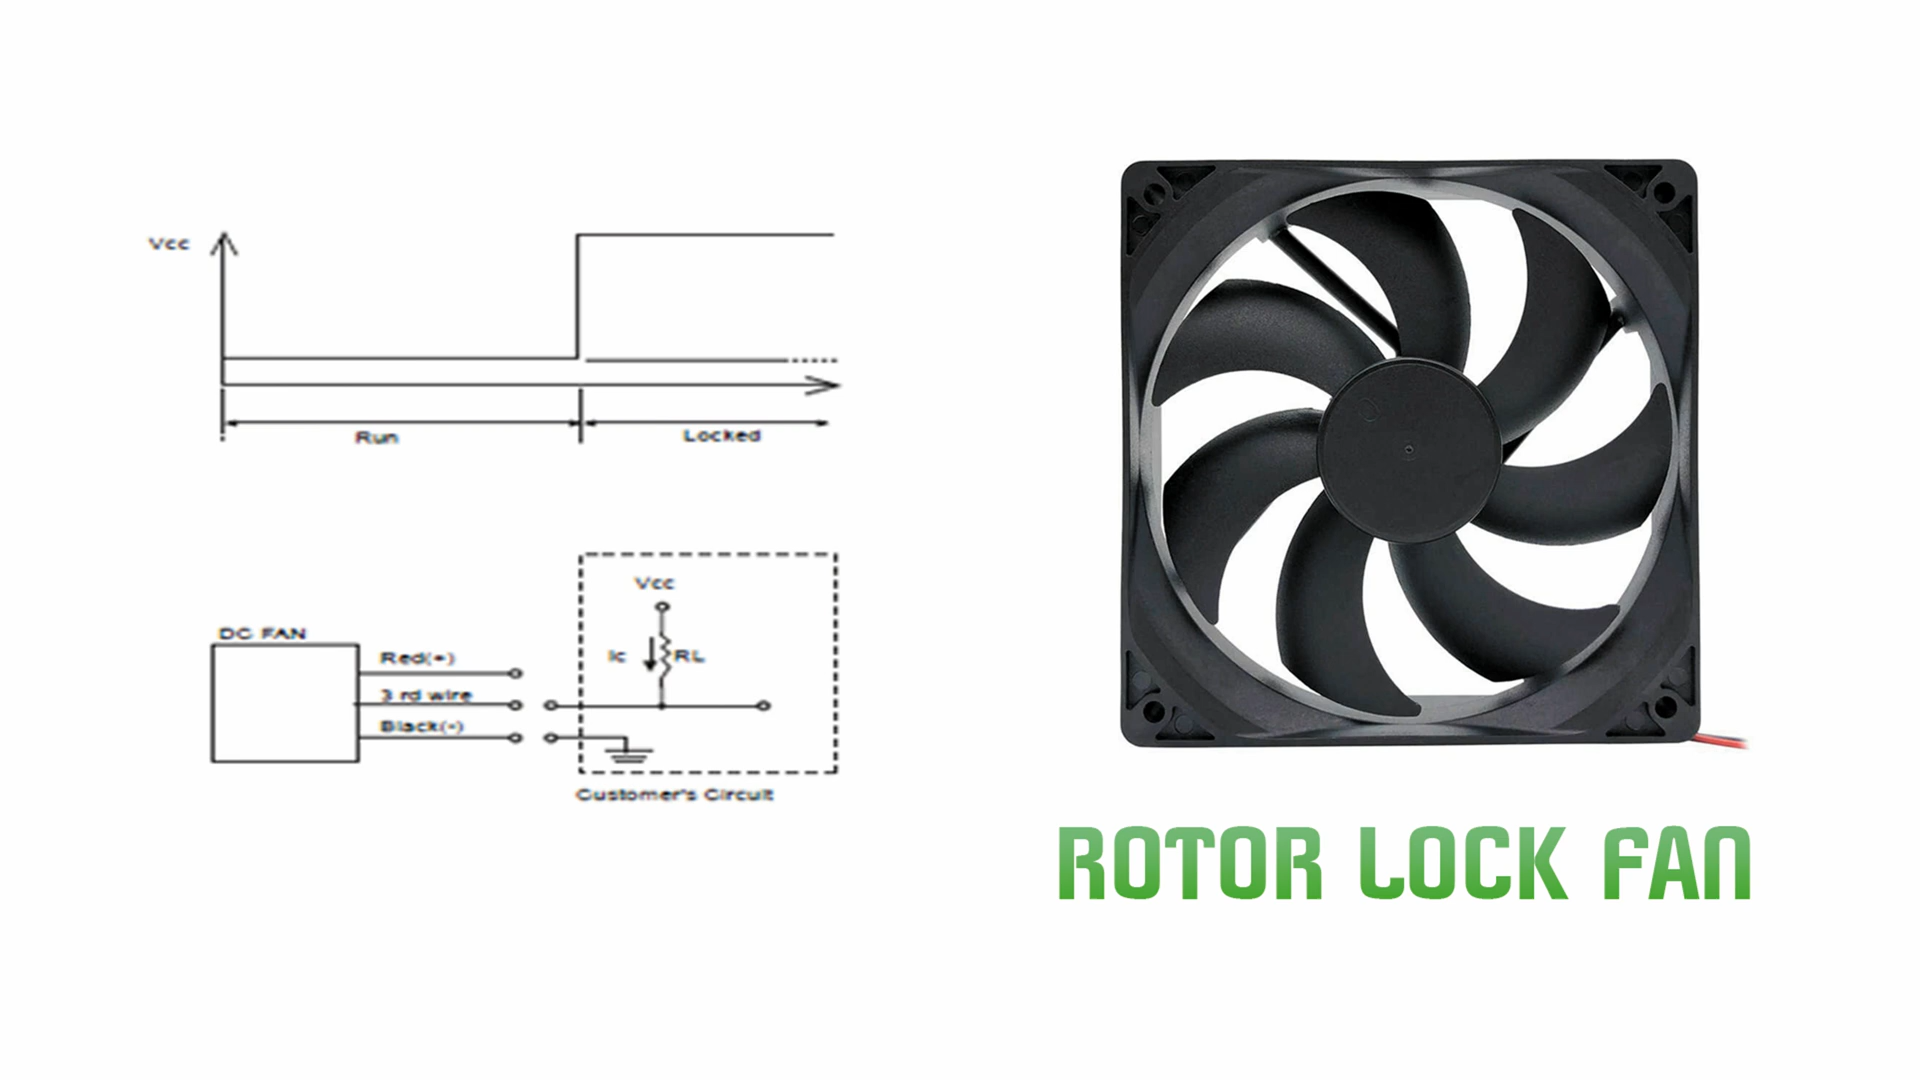 Vcc
Run
Locked
Vcc
Ic
RL
DC FAN
Red(+)
3 rd wire
Black(-)
Customer's Circuit
ROTOR LOCK FAN